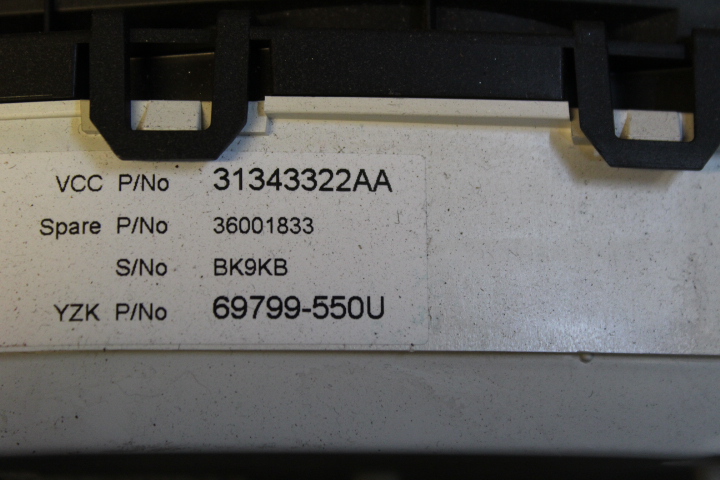 VCC P/No 31343322AA
Spare P/No 36001833
S/No BK9KB
YZK P/No 69799-550U